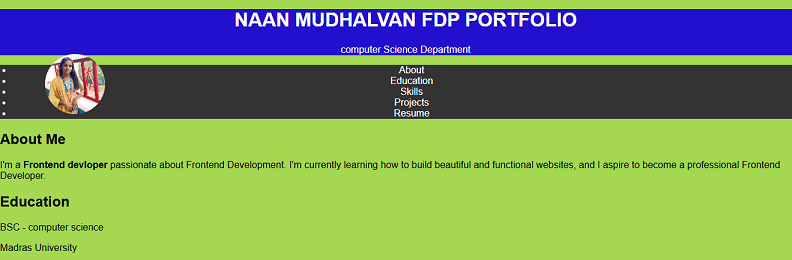 NAAN MUDHALVAN FDP PORTFOLIO
computer Science Department
About
Education
Skills
Projects
Resume
About Me
I'm a Frontend devloper passionate about Frontend Development. I'm currently learning how to build beautiful and functional websites, and I aspire to become a professional Frontend
Developer.
Education
BSC - computer science
Madras University